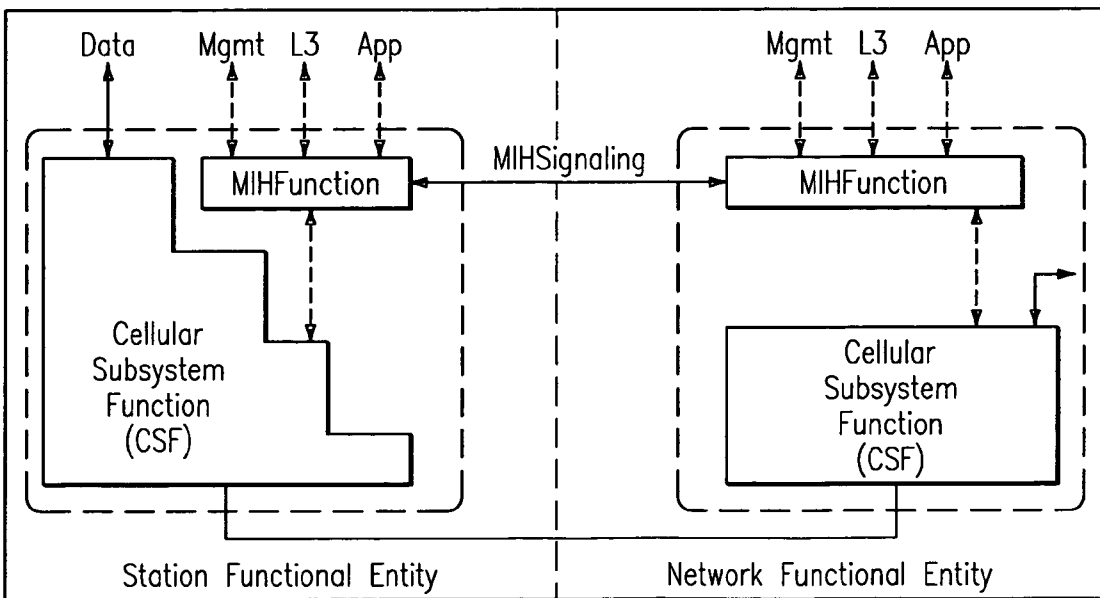 Data Mgmt L3 App
Mgmt L3 App
MIHFunction
MIHSignaling
MIHFunction
Cellular
Subsystem
Function
(CSF)
Cellular
Subsystem
Function
(CSF)
Station Functional Entity
Network Functional Entity